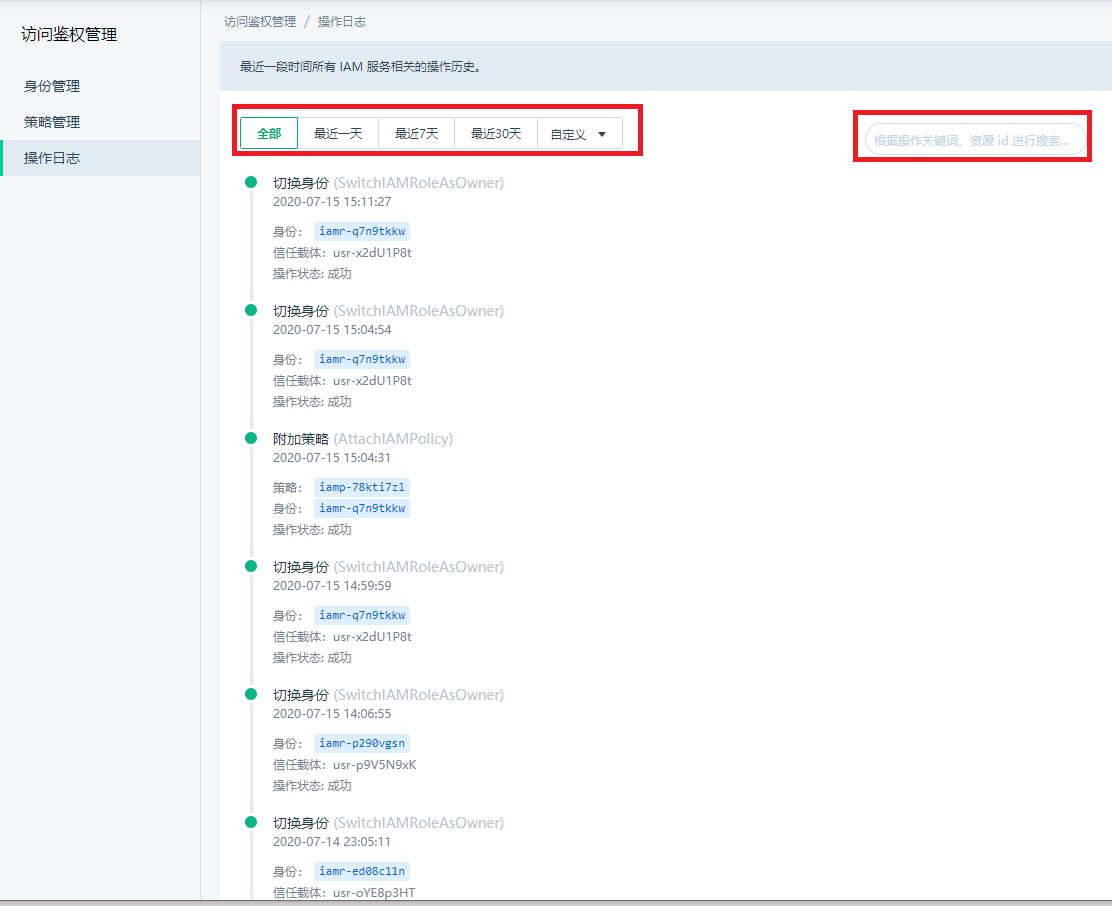 访问鉴权管理
身份管理
策略管理
操作日志
访问鉴权管理 / 操作日志
最近一段时间所有 IAM 服务相关的操作历史。
全部 最近一天 最近7天 最近30天 自定义
根据操作关键词、资源 id 进行搜索...
切换身份 (SwitchIAMRoleAsOwner)
2020-07-15 15:11:27
身份: iamr-q7n9tkkw
信任载体: usr-x2dU1P8t
操作状态: 成功
切换身份 (SwitchIAMRoleAsOwner)
2020-07-15 15:04:54
身份: iamr-q7n9tkkw
信任载体: usr-x2dU1P8t
操作状态: 成功
附加策略 (AttachIAMPolicy)
2020-07-15 15:04:31
策略: iamp-78kti7zl
身份: iamr-q7n9tkkw
操作状态: 成功
切换身份 (SwitchIAMRoleAsOwner)
2020-07-15 14:59:59
身份: iamr-q7n9tkkw
信任载体: usr-x2dU1P8t
操作状态: 成功
切换身份 (SwitchIAMRoleAsOwner)
2020-07-15 14:06:55
身份: iamr-p290vgsn
信任载体: usr-p9V5N9xK
操作状态: 成功
切换身份 (SwitchIAMRoleAsOwner)
2020-07-14 23:05:11
身份: iamr-ed08c11n
信任载体: usr-oYE8p3HT